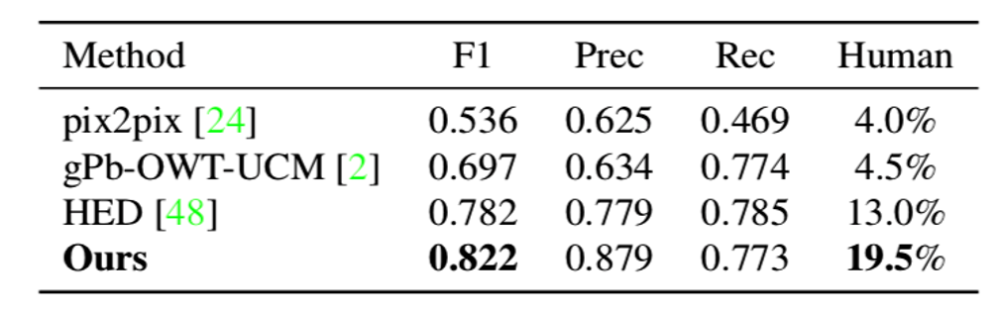 Method F1 Prec Rec Human
pix2pix [24] 0.536 0.625 0.469 4.0%
gPb-OWT-UCM [2] 0.697 0.634 0.774 4.5%
HED [48] 0.782 0.779 0.785 13.0%
Ours 0.822 0.879 0.773 19.5%